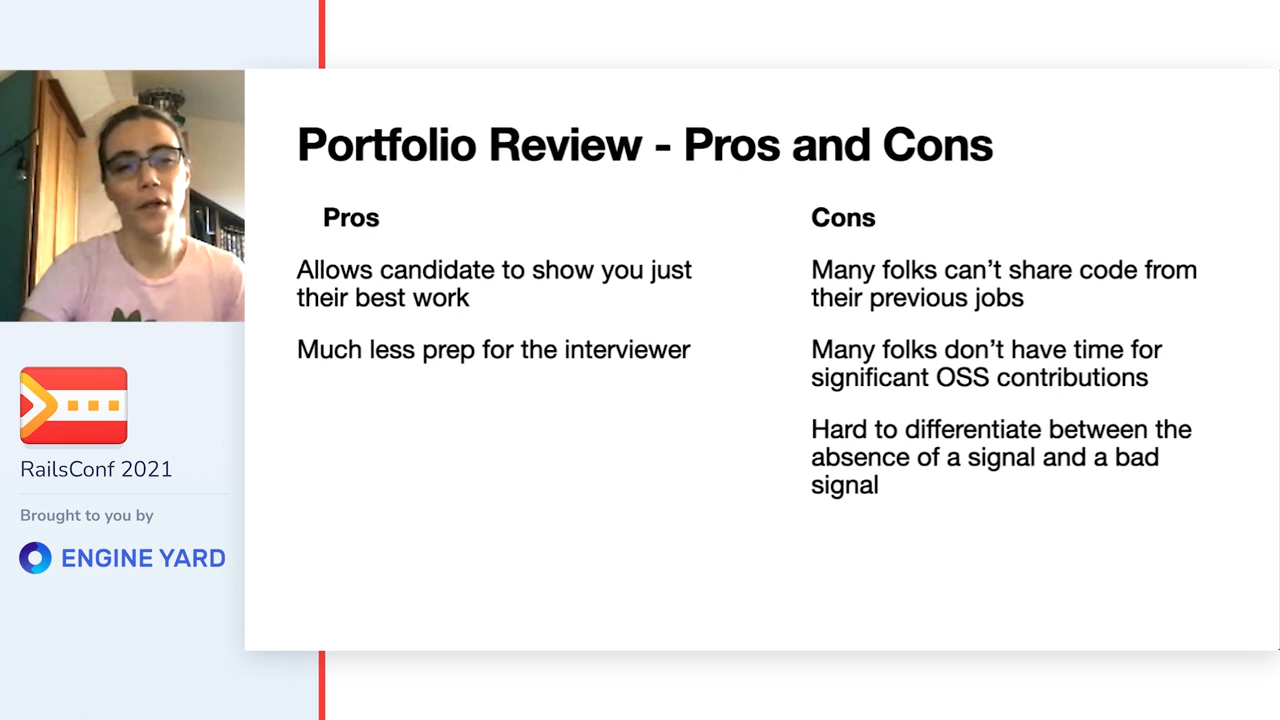 Portfolio Review - Pros and Cons
Pros
Allows candidate to show you just
their best work
Much less prep for the interviewer
Cons
Many folks can’t share code from
their previous jobs
Many folks don’t have time for
significant OSS contributions
Hard to differentiate between the
absence of a signal and a bad
signal
RailsConf 2021
Brought to you by
ENGINE YARD